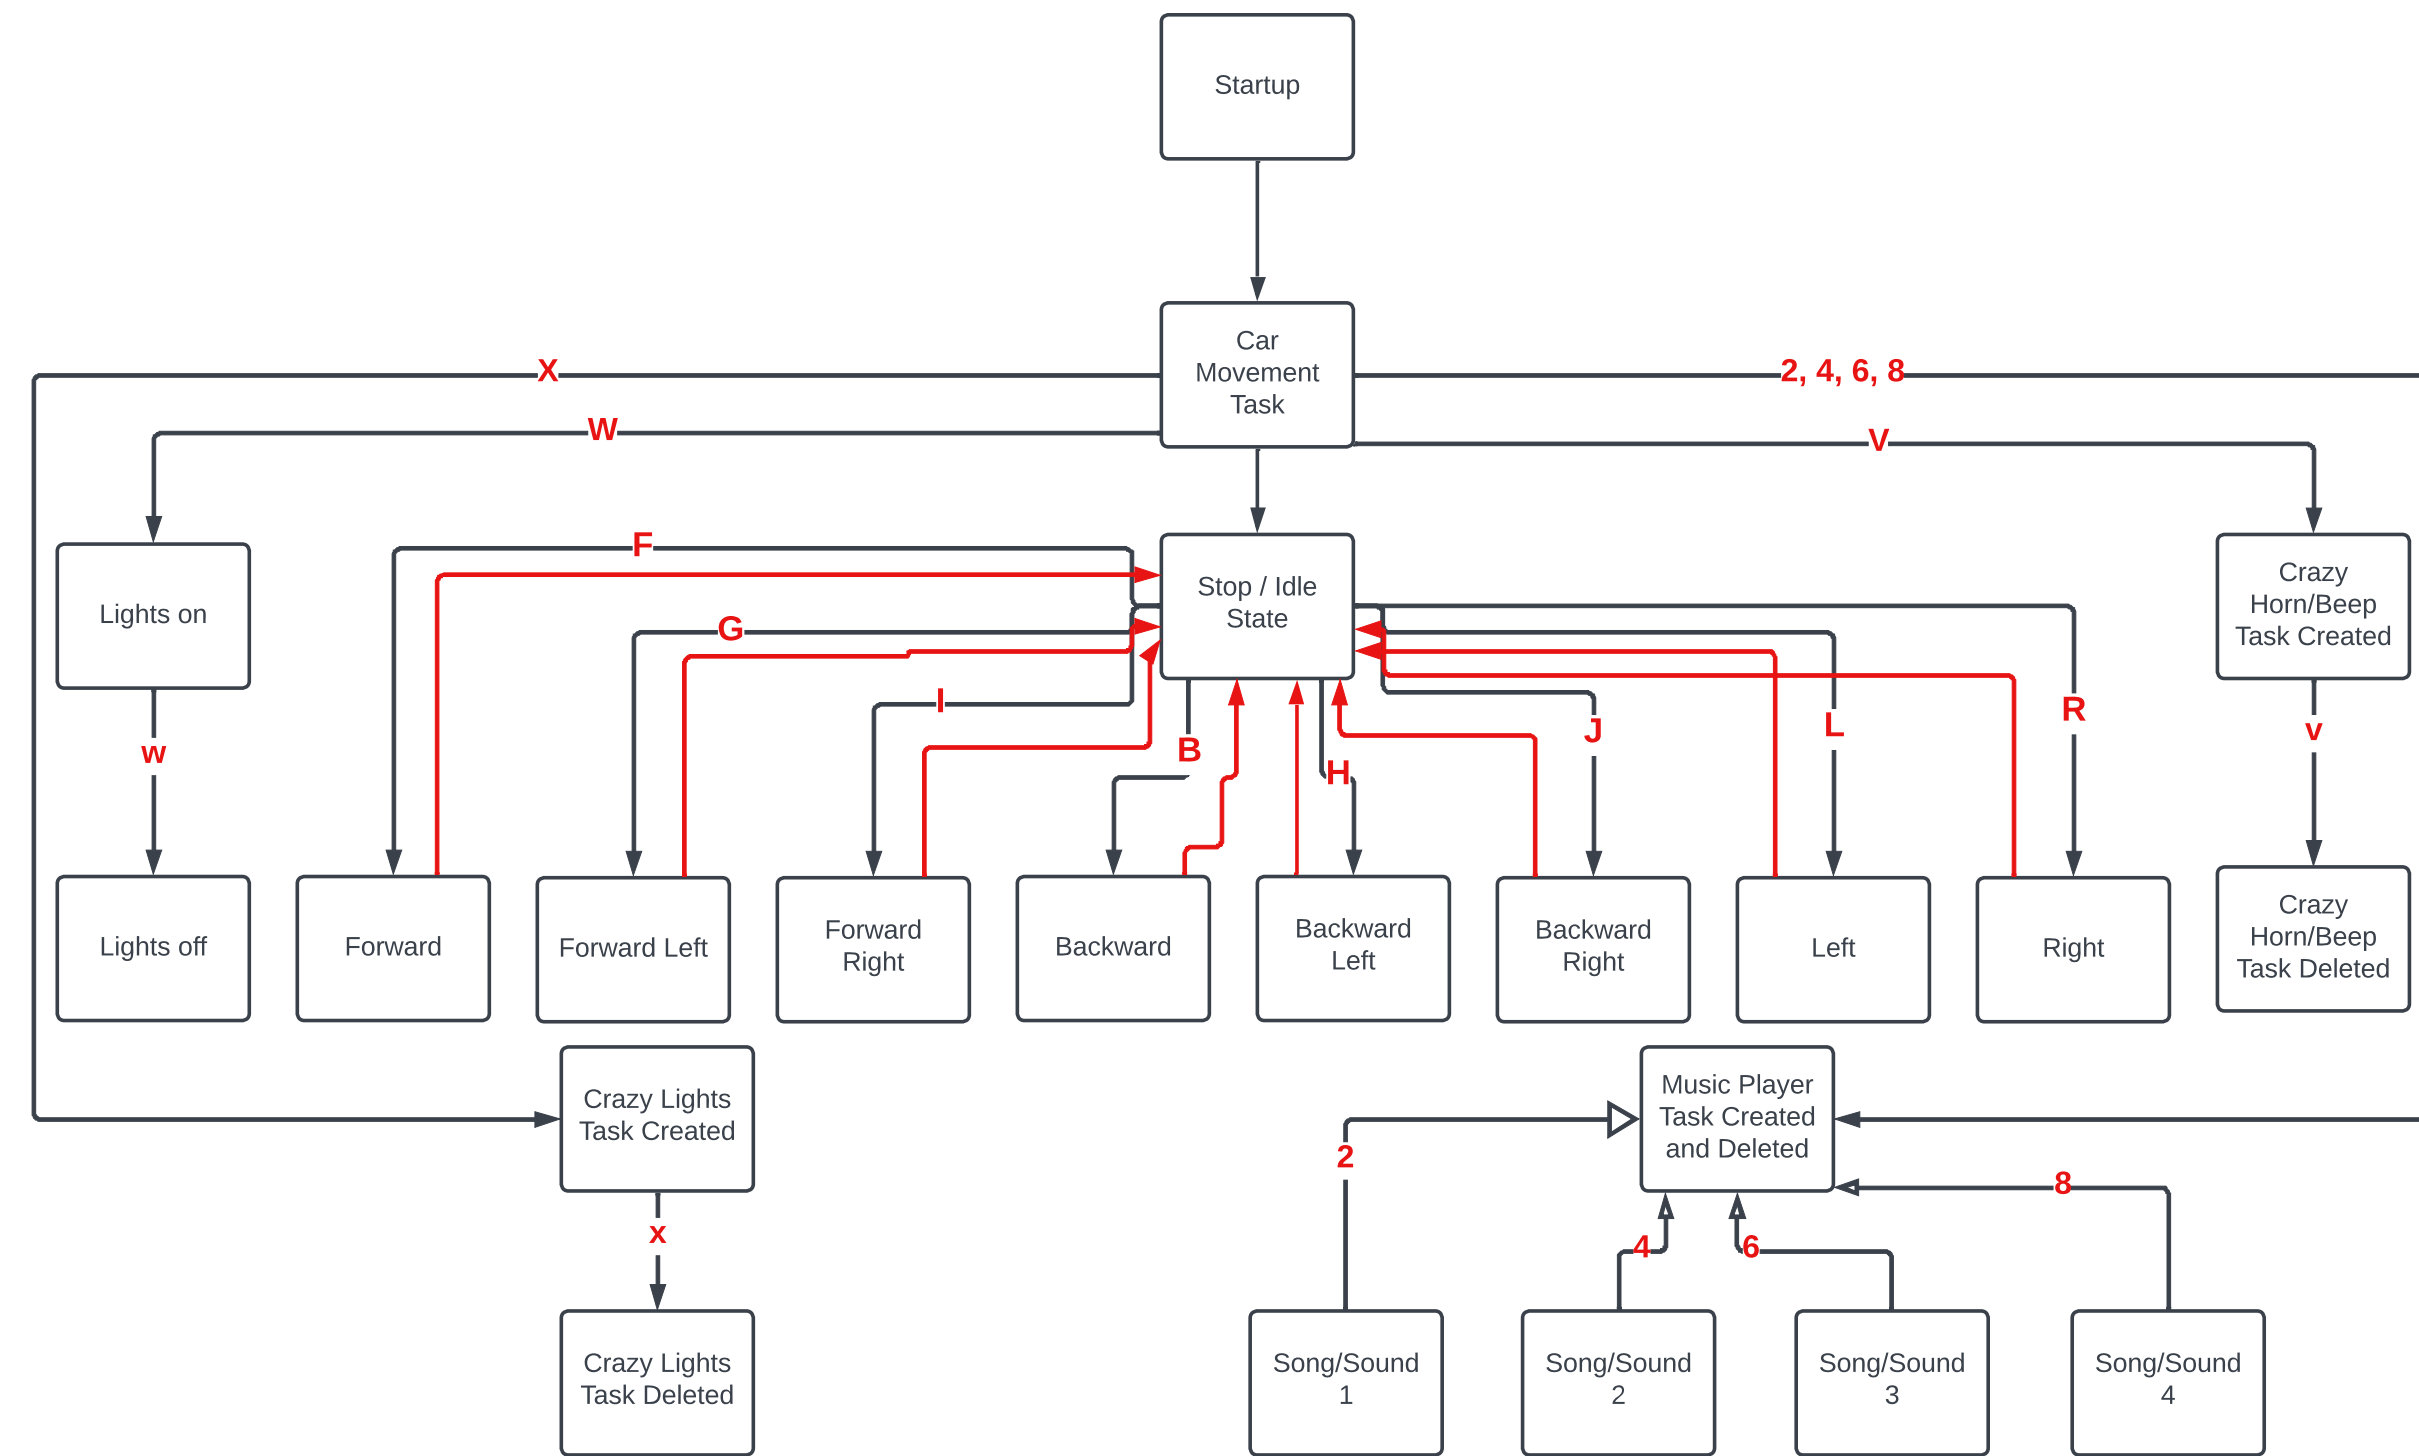 Startup
Car
Movement
Task
X
2, 4, 6, 8
W
V
F
Stop / Idle
State
Crazy
Horn/Beep
Task Created
Lights on
G
I
R
L
J
v
B
w
H
Lights off
Forward
Forward Left
Forward
Right
Backward
Backward
Left
Backward
Right
Left
Right
Crazy
Horn/Beep
Task Deleted
Crazy Lights
Task Created
Music Player
Task Created
and Deleted
2
8
x
4
6
Crazy Lights
Task Deleted
Song/Sound
1
Song/Sound
2
Song/Sound
3
Song/Sound
4